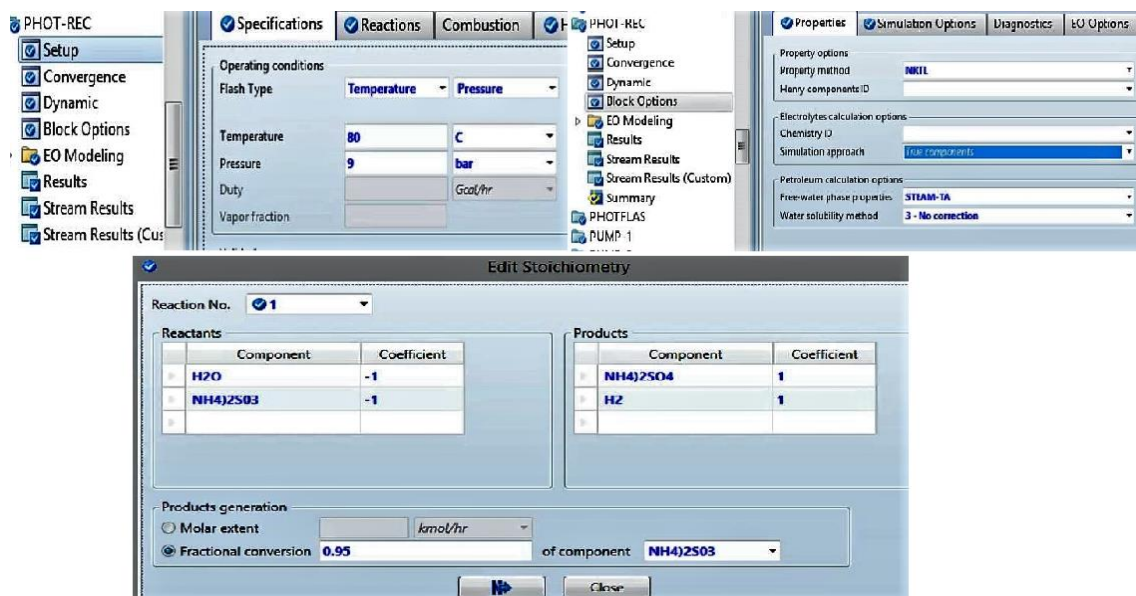 PHOT-REC
Setup
Convergence
Dynamic
Block Options
EO Modeling
Results
Stream Results
Stream Results (Cus
Specifications
Reactions
Combustion
Operating conditions
Flash Type
Temperature
Pressure
Temperature
80
C
Pressure
9
bar
Duty
Gcal/hr
Vapor fraction
PHOT-REC
Setup
Convergence
Dynamic
Block Options
EO Modeling
Results
Stream Results
Stream Results (Custom)
Summary
PHOTFLAS
PUMP-1
Properties
Simulation Options
Diagnostics
EO Options
Property options
Property method
NRTL
Henry components ID
Electrolytes calculation options
Chemistry ID
Simulation approach
True components
Petroleum calculation options
Free-water phase properties
STEAM-TA
Water solubility method
3 - No correction
Edit Stoichiometry
Reaction No.
1
Reactants
Component
Coefficient
H2O
-1
NH4)2S03
-1
Products
Component
Coefficient
NH4)2SO4
1
H2
1
Products generation
Molar extent
kmol/hr
Fractional conversion
0.95
of component
NH4)2S03
Close